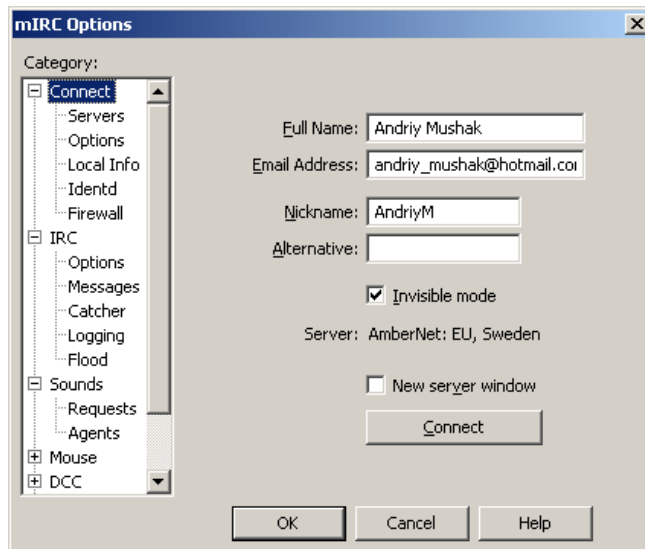 mIRC Options
Category:
Connect
Servers
Options
Local Info
Identd
Firewall
IRC
Options
Messages
Catcher
Logging
Flood
Sounds
Requests
Agents
Mouse
DCC
Full Name: Andriy Mushak
Email Address: andriy_mushak@hotmail.com
Nickname: AndriyM
Alternative:
Invisible mode
Server: AmberNet: EU, Sweden
New server window
Connect
OK Cancel Help